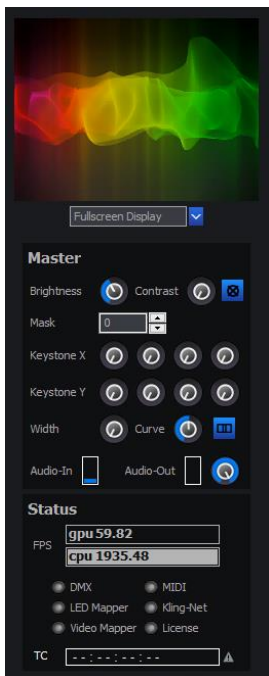 Fullscreen Display
Master
Brightness Contrast
Mask 0
Keystone X
Keystone Y
Width Curve
Audio-In Audio-Out
Status
FPS gpu 59.82
cpu 1935.48
DMX MIDI
LED Mapper Kling-Net
Video Mapper License
TC --:--:--:--